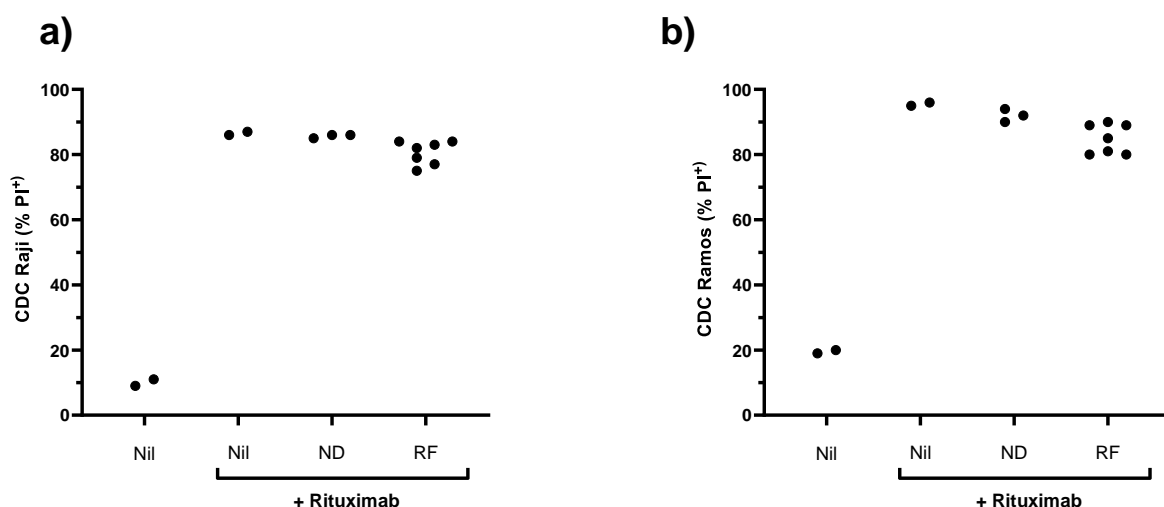 a)
CDC Raji (% PI⁺)
100
80
60
40
20
0
Nil
Nil ND RF
+ Rituximab
b)
CDC Ramos (% PI⁺)
100
80
60
40
20
0
Nil
Nil ND RF
+ Rituximab